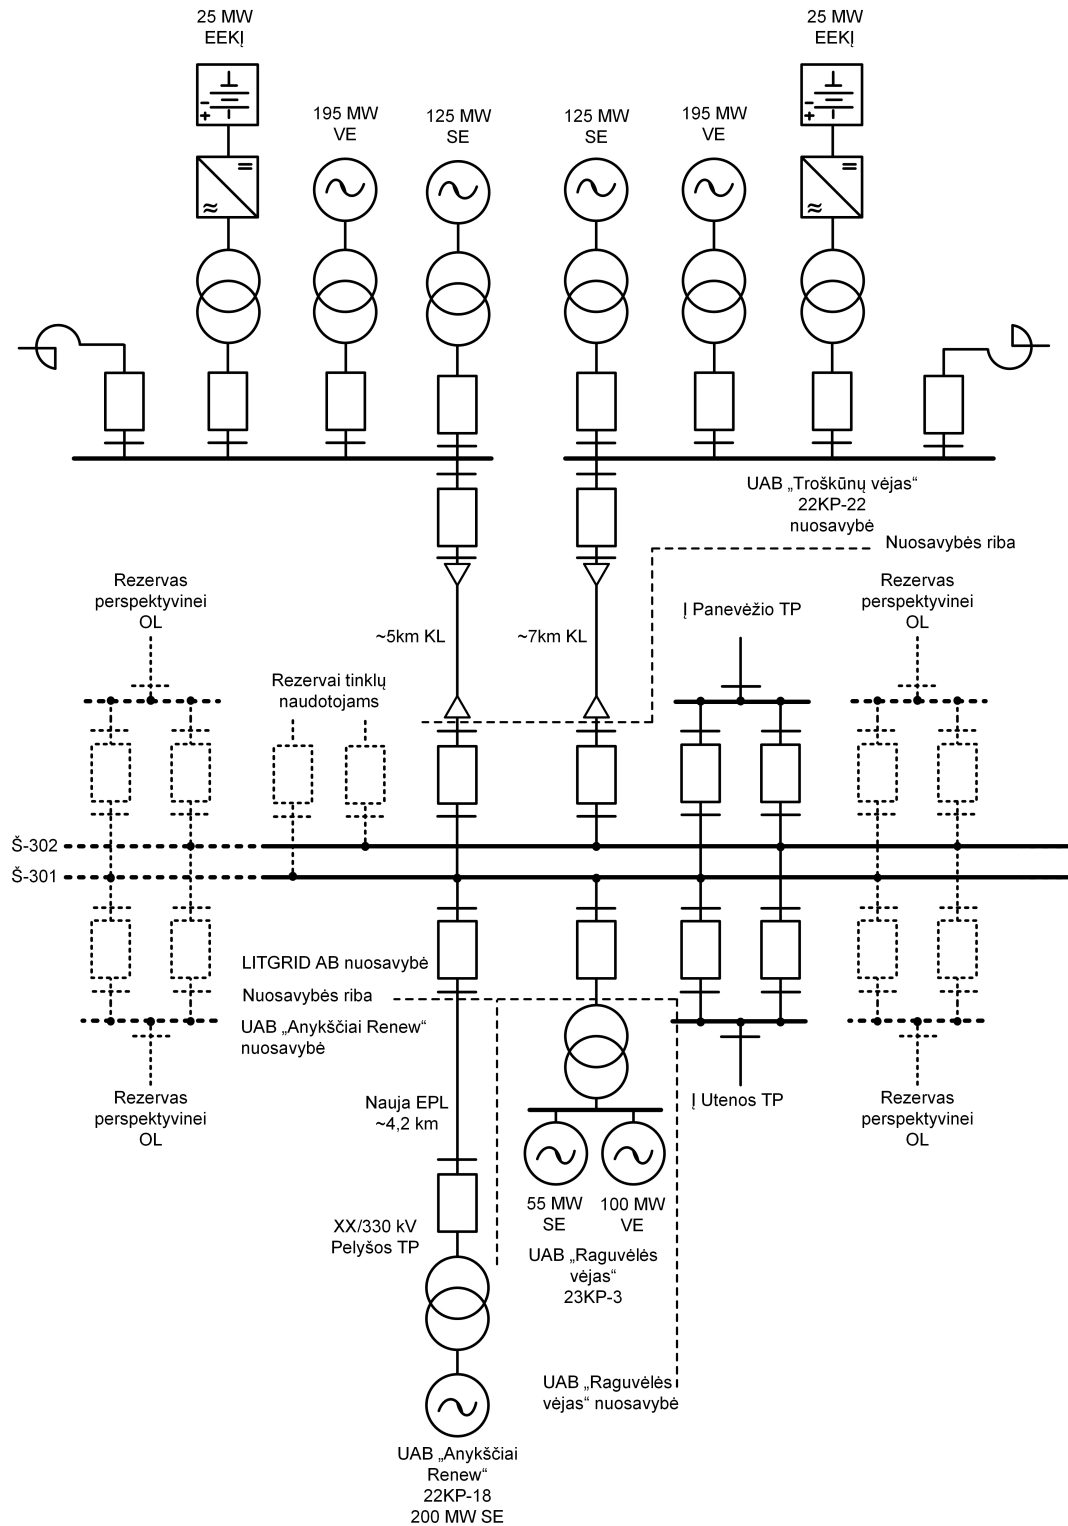 25 MW
EEKĮ
25 MW
EEKĮ
195 MW
VE
125 MW
SE
125 MW
SE
195 MW
VE
UAB „Troškūnų vėjas“
22KP-22
nuosavybė
Nuosavybės riba
Rezervas
perspektyvinei
OL
~5km KL
~7km KL
Į Panevėžio TP
Rezervas
perspektyvinei
OL
Rezervai tinklų
naudotojams
Š-302
Š-301
LITGRID AB nuosavybė
Nuosavybės riba
UAB „Anykščiai Renew“
nuosavybė
Rezervas
perspektyvinei
OL
Nauja EPL
~4,2 km
Į Utenos TP
Rezervas
perspektyvinei
OL
55 MW
SE
100 MW
VE
XX/330 kV
Pelyšos TP
UAB „Raguvėlės
vėjas“
23KP-3
UAB „Raguvėlės
vėjas“ nuosavybė
UAB „Anykščiai
Renew“
22KP-18
200 MW SE